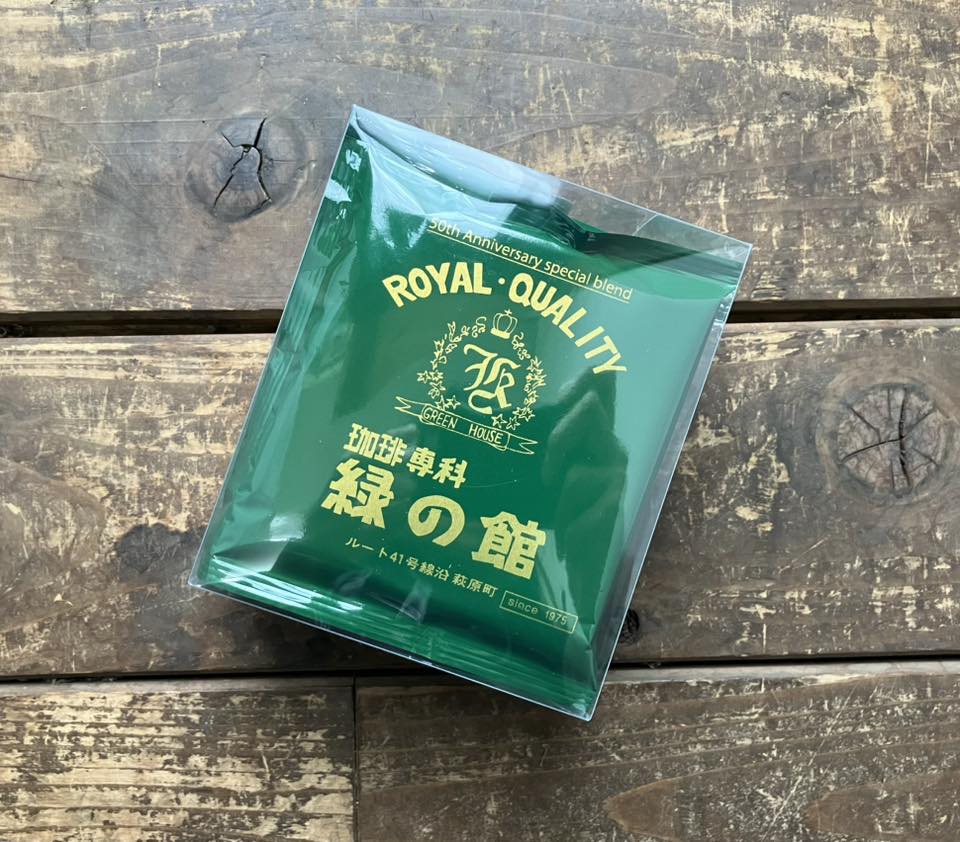 50th Anniversary special blend
ROYAL・QUALITY
GREEN HOUSE
珈琲専科
緑の館
ルート41号線沿 萩原町
since 1975